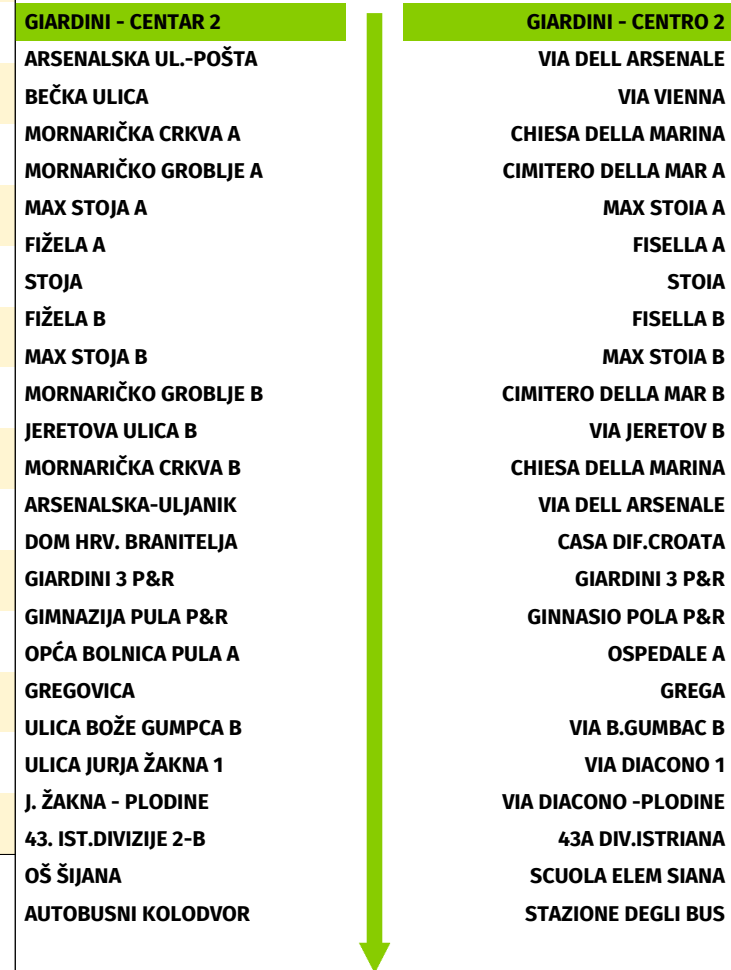 GIARDINI - CENTAR 2 GIARDINI - CENTRO 2
ARSENALSKA UL.-POŠTA VIA DELL ARSENALE
BEČKA ULICA VIA VIENNA
MORNARIČKA CRKVA A CHIESA DELLA MARINA
MORNARIČKO GROBLJE A CIMITERO DELLA MAR A
MAX STOJA A MAX STOIA A
FIŽELA A FISELLA A
STOJA STOIA
FIŽELA B FISELLA B
MAX STOJA B MAX STOIA B
MORNARIČKO GROBLJE B CIMITERO DELLA MAR B
JERETOVA ULICA B VIA JERETOV B
MORNARIČKA CRKVA B CHIESA DELLA MARINA
ARSENALSKA-ULJANIK VIA DELL ARSENALE
DOM HRV. BRANITELJA CASA DIF.CROATA
GIARDINI 3 P&R GIARDINI 3 P&R
GIMNAZIJA PULA P&R GINNASIO POLA P&R
OPĆA BOLNICA PULA A OSPEDALE A
GREGOVICA GREGA
ULICA BOŽE GUMPCA B VIA B.GUMBAC B
ULICA JURJA ŽAKNA 1 VIA DIACONO 1
J. ŽAKNA - PLODINE VIA DIACONO -PLODINE
43. IST.DIVIZIJE 2-B 43A DIV.ISTRIANA
OŠ ŠIJANA SCUOLA ELEM SIANA
AUTOBUSNI KOLODVOR STAZIONE DEGLI BUS